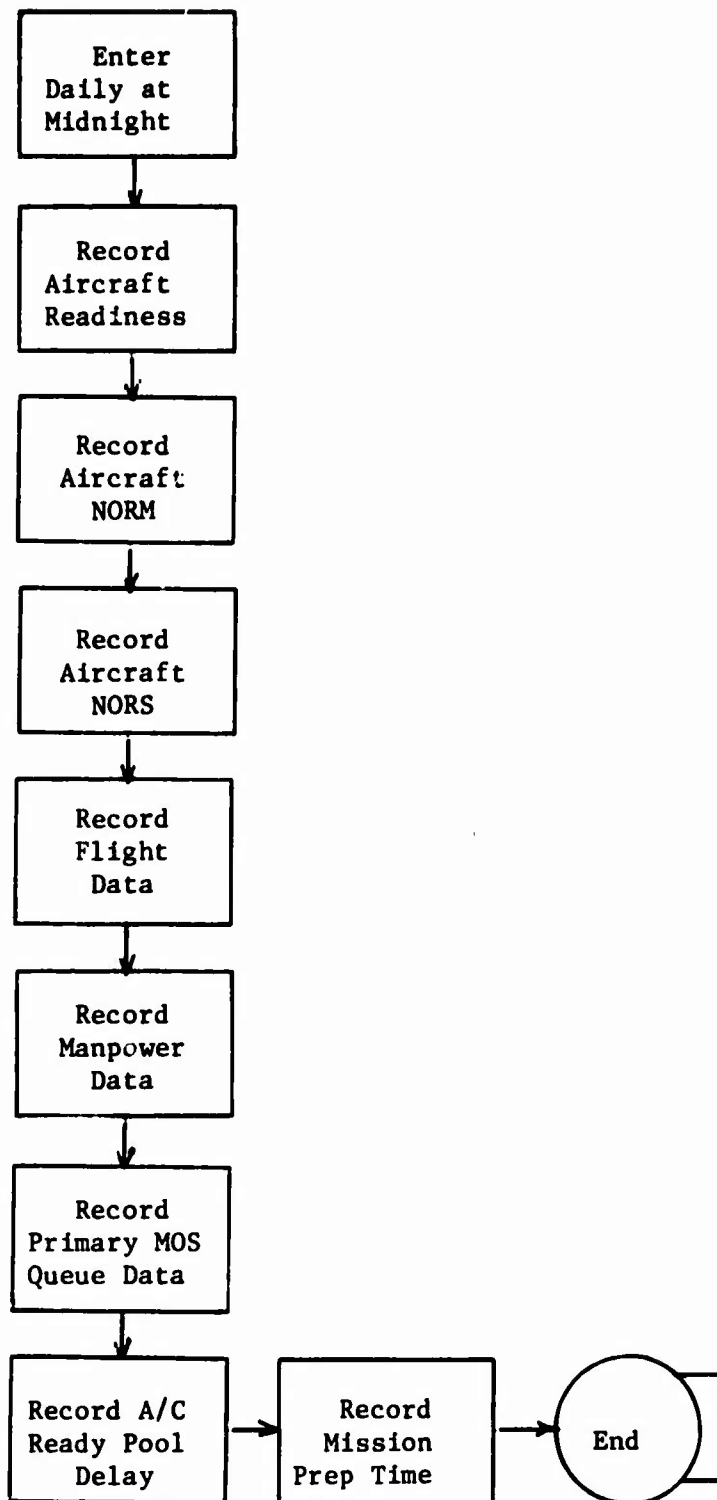 Enter
Daily at
Midnight
Record
Aircraft
Readiness
Record
Aircraft
NORM
Record
Aircraft
NORS
Record
Flight
Data
Record
Manpower
Data
Record
Primary MOS
Queue Data
Record A/C
Ready Pool
Delay
Record
Mission
Prep Time
End